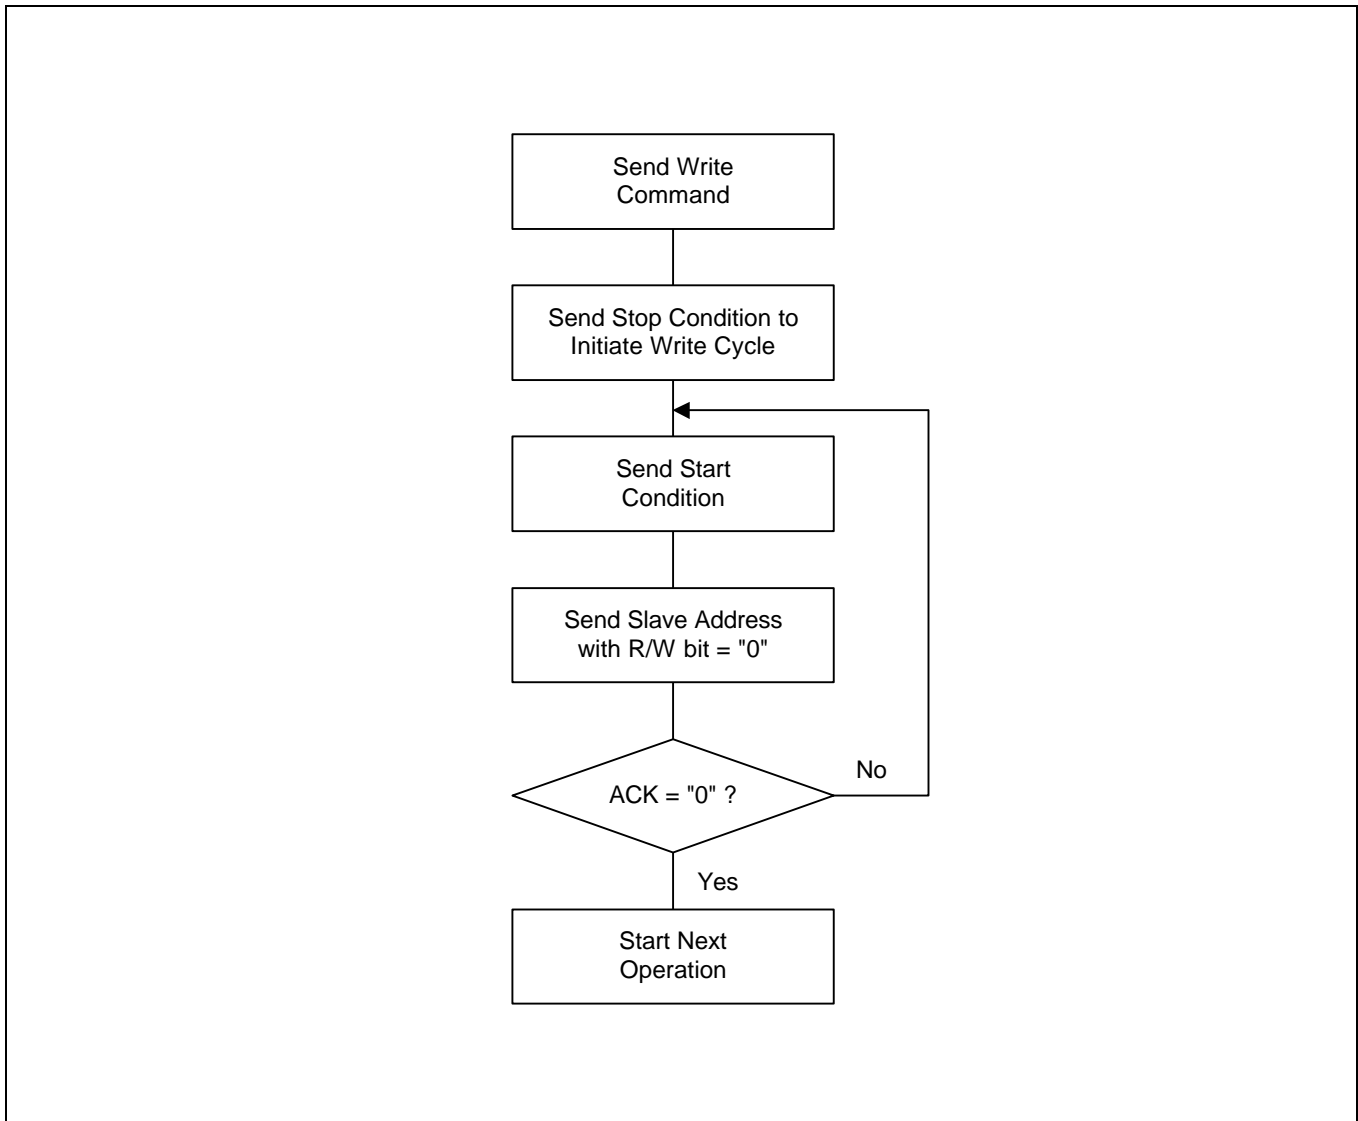 Send Write
Command
Send Stop Condition to
Initiate Write Cycle
Send Start
Condition
Send Slave Address
with R/W bit = "0"
ACK = "0" ?
No
Yes
Start Next
Operation